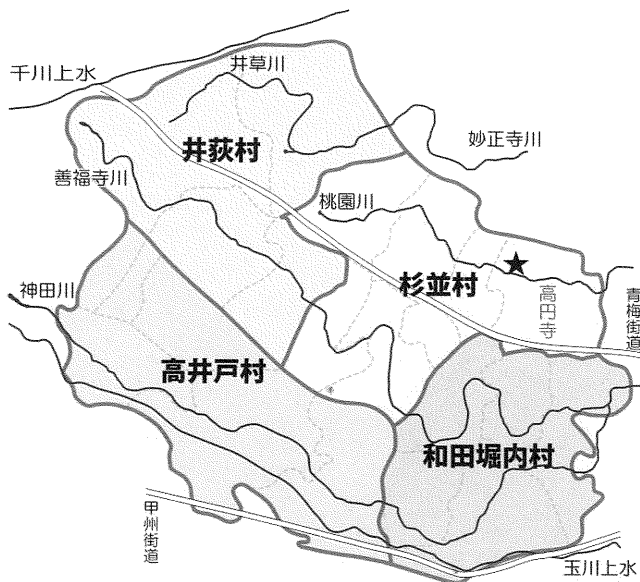 千川上水
井草川
井荻村
妙正寺川
善福寺川
桃園川
神田川
杉並村
高円寺
青梅街道
高井戸村
和田堀内村
甲州街道
玉川上水